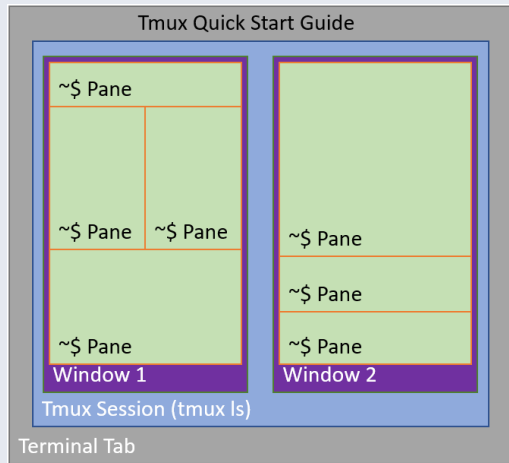 Tmux Quick Start Guide
~$ Pane
~$ Pane
~$ Pane
~$ Pane
Window 1
~$ Pane
~$ Pane
~$ Pane
Window 2
Tmux Session (tmux ls)
Terminal Tab